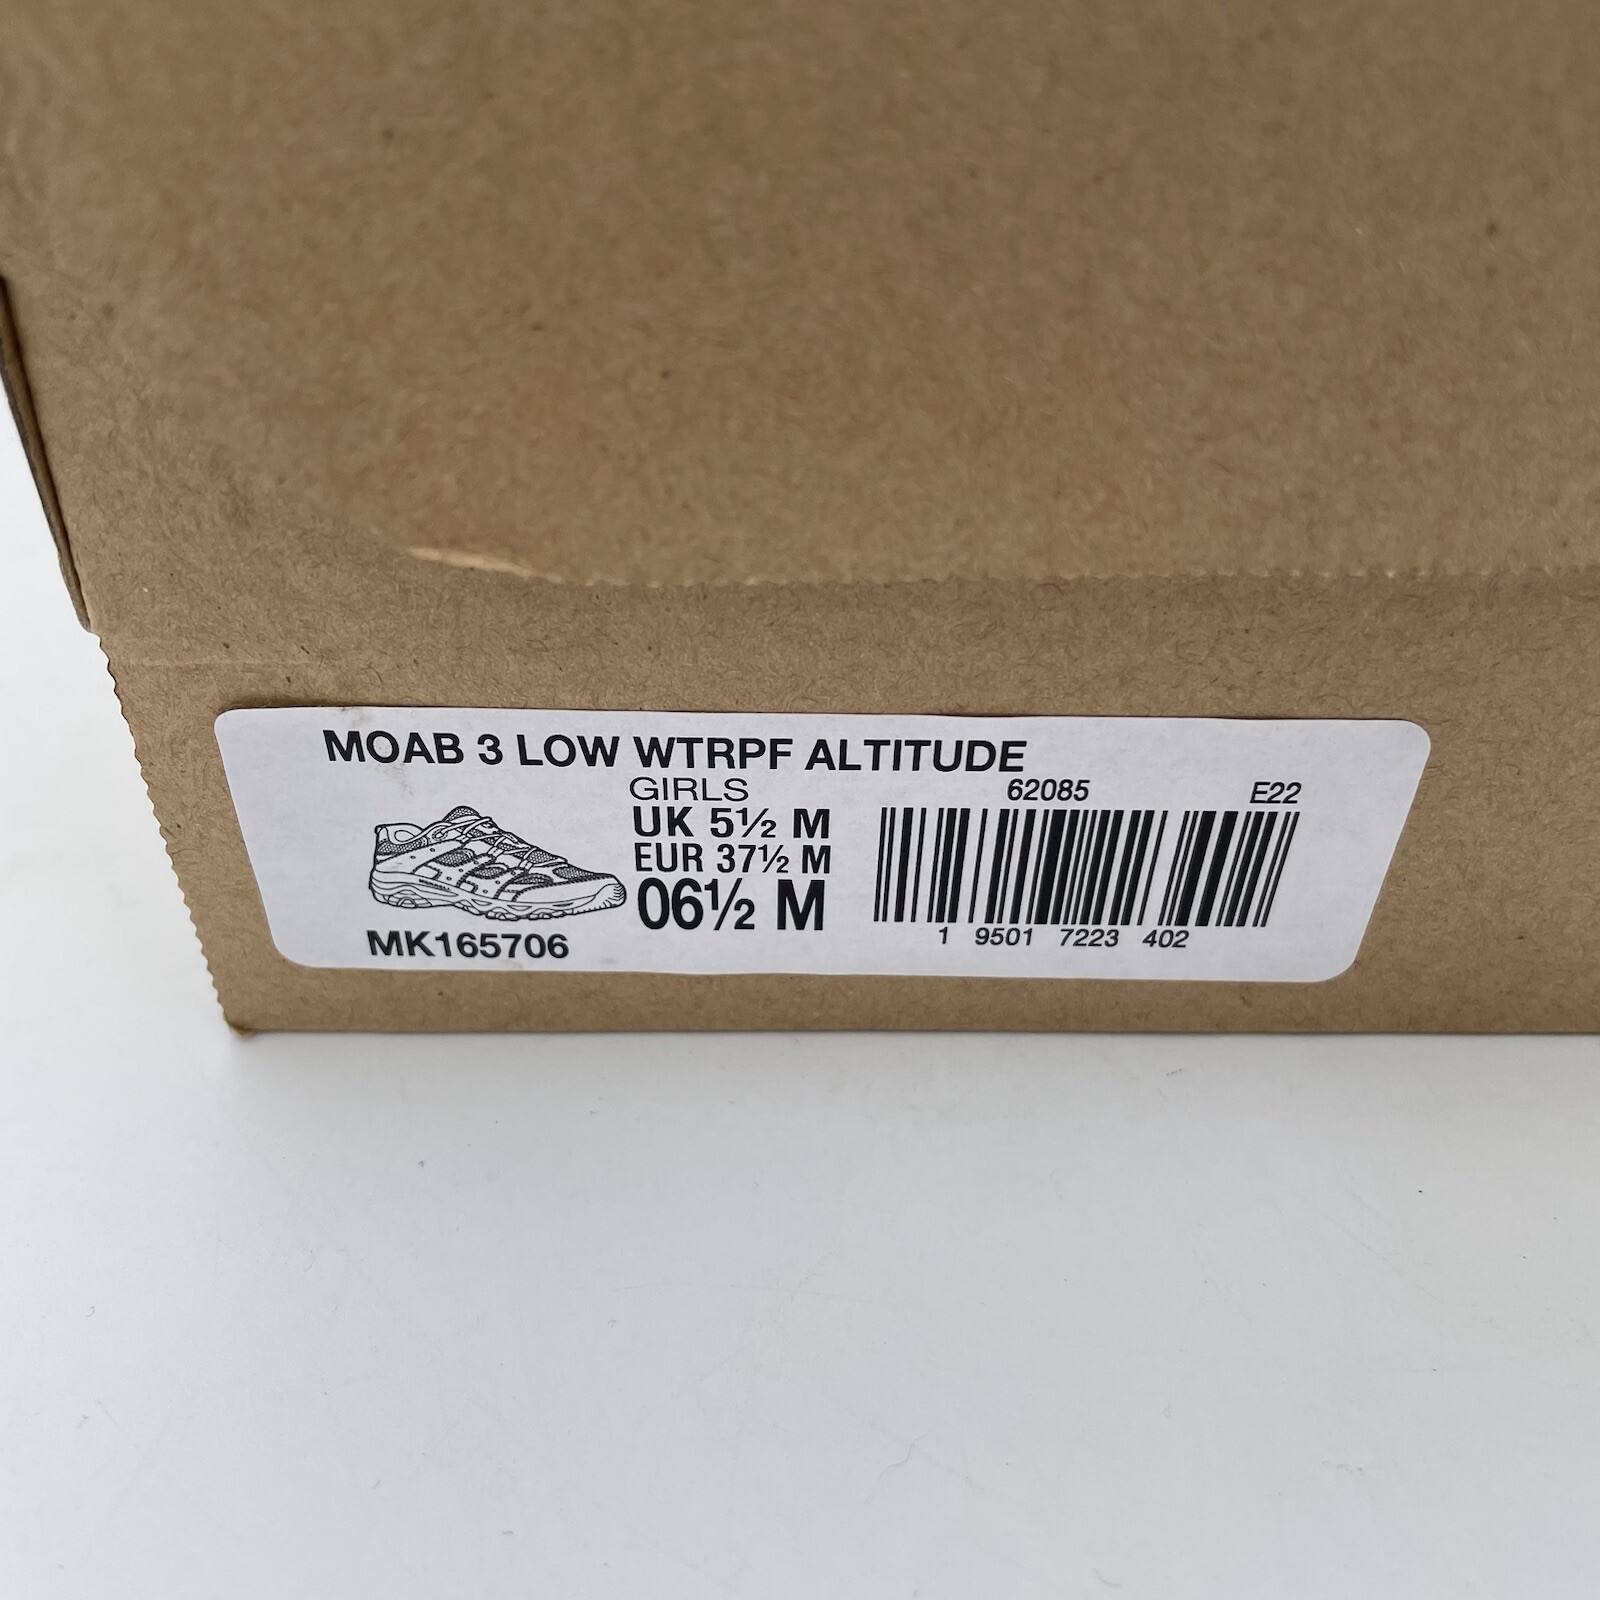 MOAB 3 LOW WTRPF ALTITUDE
GIRLS
UK 5½ M
EUR 37½ M
06½ M
MK165706
62085 E22
1 9501 7223 402